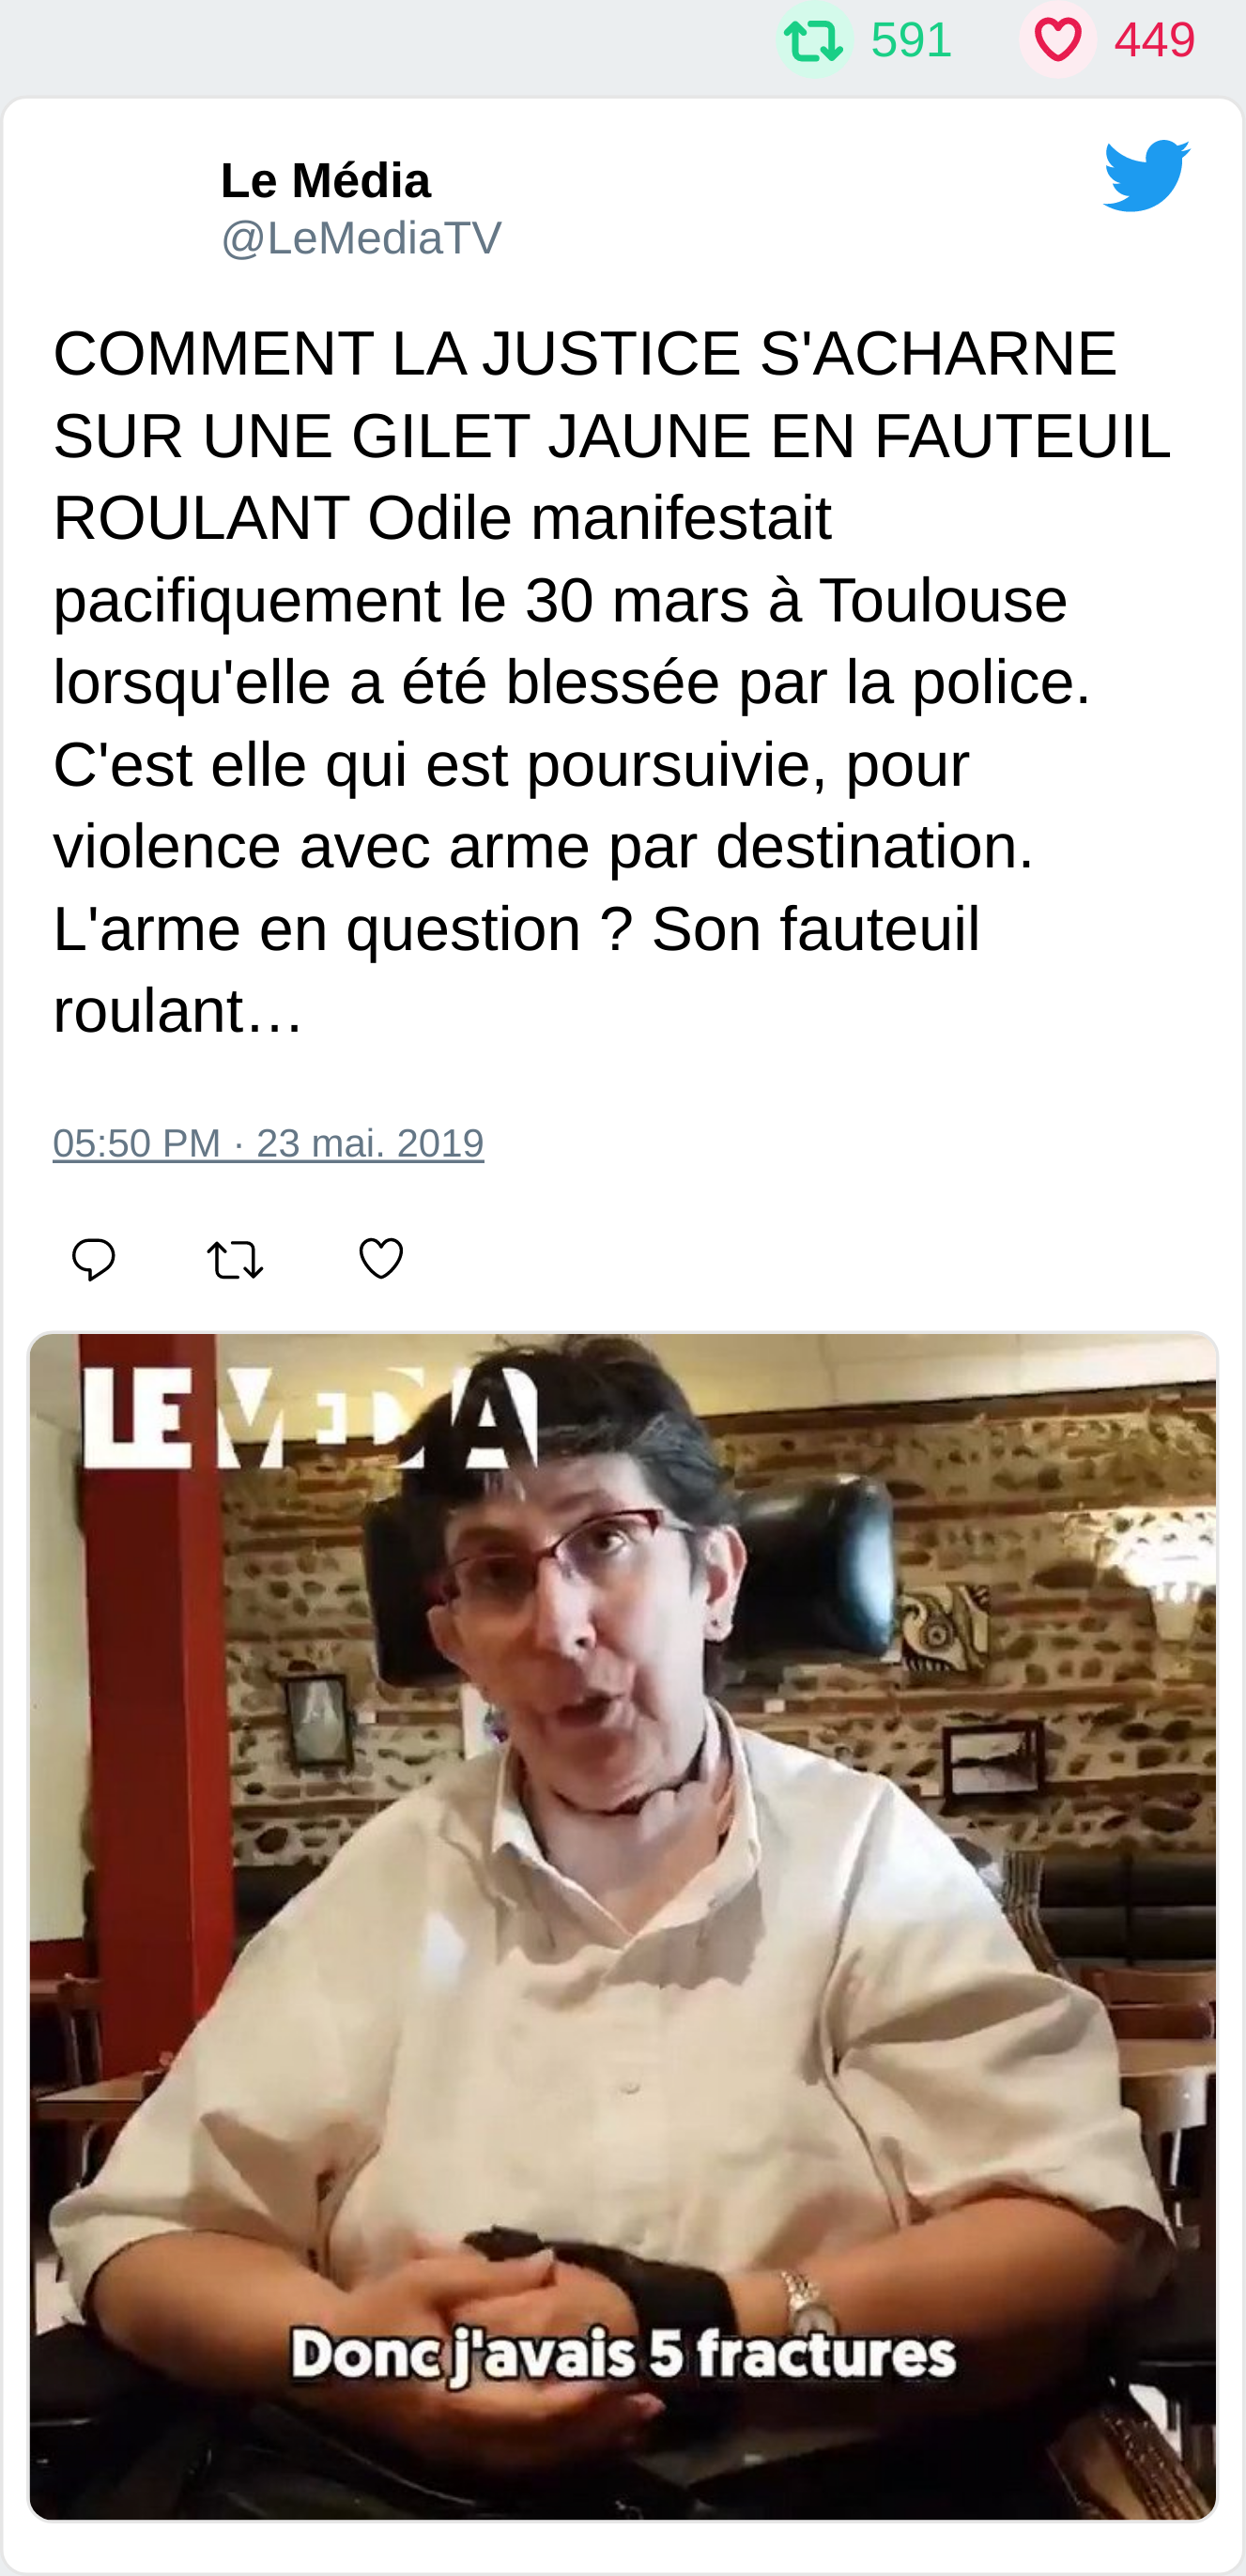 591 449
Le Média
@LeMediaTV
COMMENT LA JUSTICE S'ACHARNE
SUR UNE GILET JAUNE EN FAUTEUIL
ROULANT Odile manifestait
pacifiquement le 30 mars à Toulouse
lorsqu'elle a été blessée par la police.
C'est elle qui est poursuivie, pour
violence avec arme par destination.
L'arme en question ? Son fauteuil
roulant…
05:50 PM · 23 mai. 2019
LE MEDIA
Donc j'avais 5 fractures